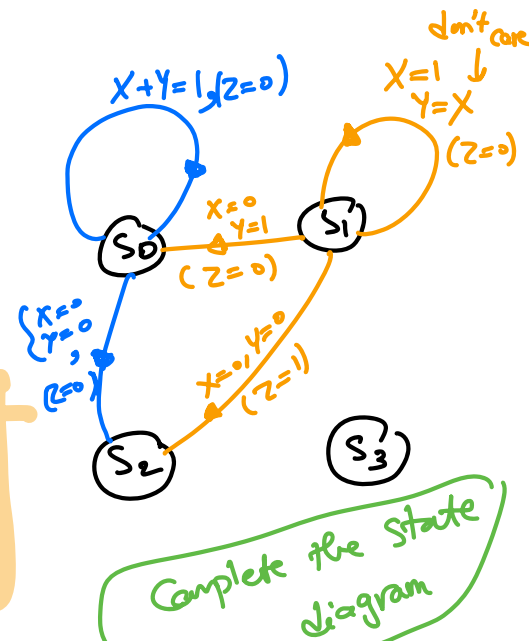 don't care
X+Y=1,(Z=0)
X=1
Y=X
(Z=0)
X=0
Y=1
S0
S1
(Z=0)
{X=0
Y=0
,
(Z=0)
X=0,Y=0
(Z=1)
S2
S3
Complete the state
diagram